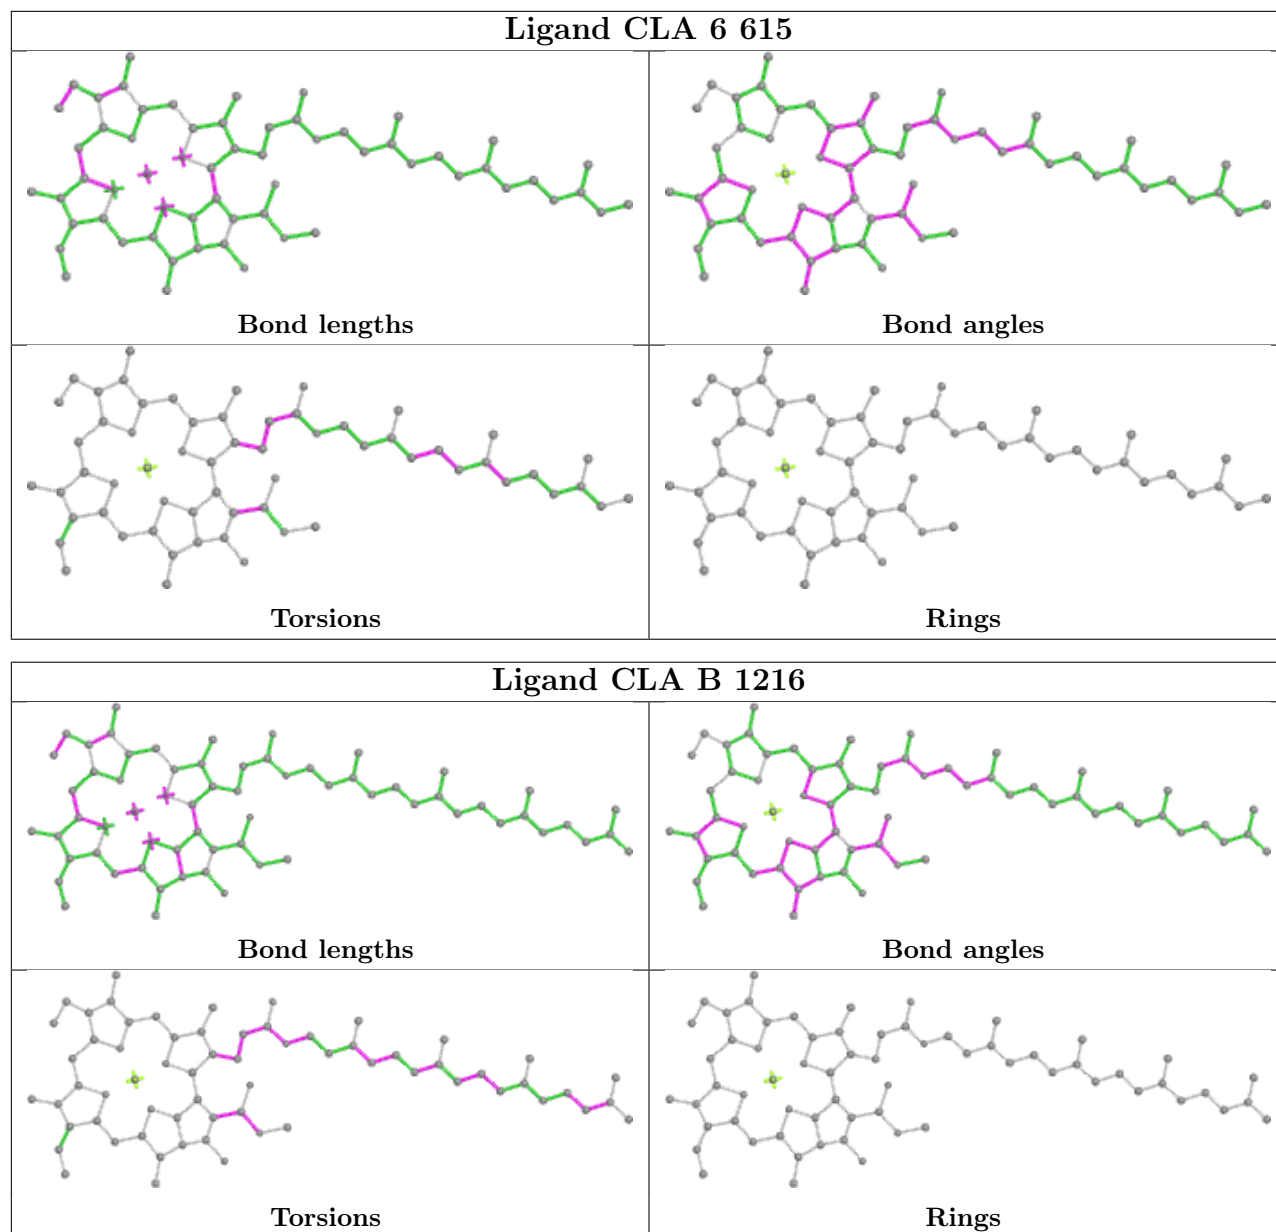 Ligand CLA 6 615
Bond lengths
Bond angles
Torsions
Rings
Ligand CLA B 1216
Bond lengths
Bond angles
Torsions
Rings